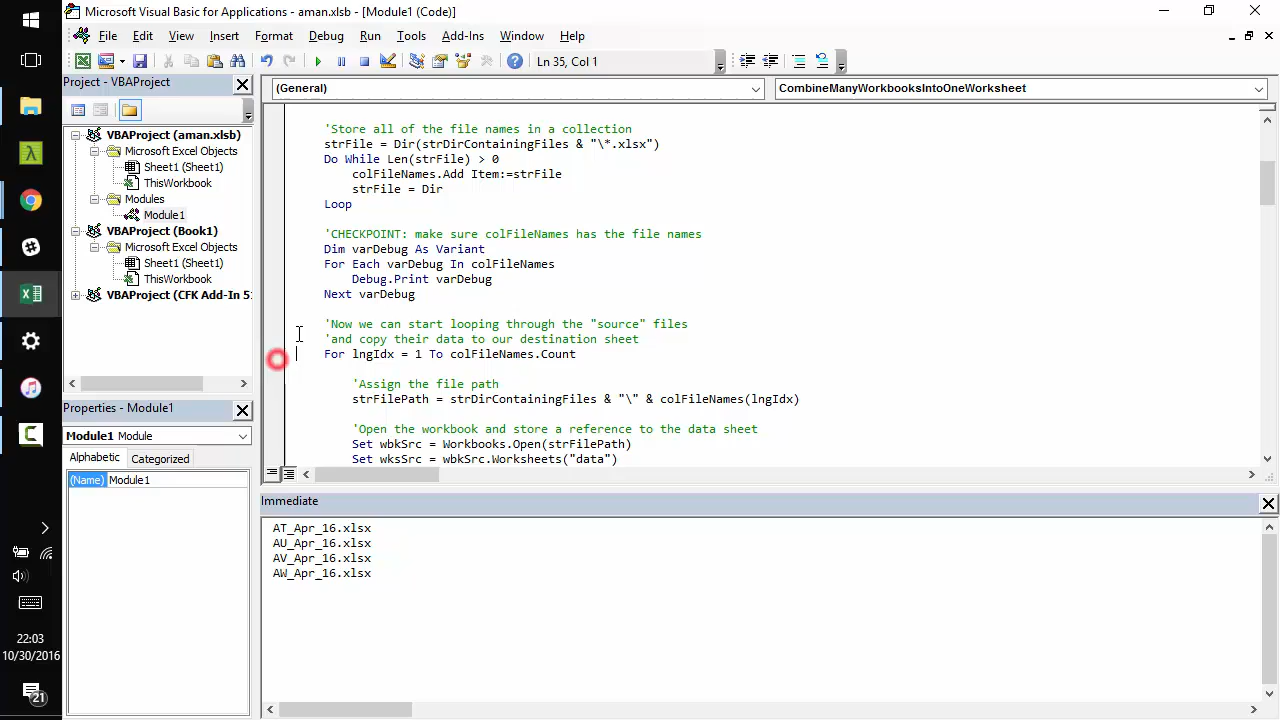 Microsoft Visual Basic for Applications - aman.xlsb - [Module1 (Code)]
File Edit View Insert Format Debug Run Tools Add-Ins Window Help
Ln 35, Col 1
Project - VBAProject
(General)
CombineManyWorkbooksIntoOneWorksheet
VBAProject (aman.xlsb)
Microsoft Excel Objects
Sheet1 (Sheet1)
ThisWorkbook
Modules
Module1
VBAProject (Book1)
Microsoft Excel Objects
Sheet1 (Sheet1)
ThisWorkbook
VBAProject (CFK Add-In 5
'Store all of the file names in a collection
strFile = Dir(strDirContainingFiles & "\*.xlsx")
Do While Len(strFile) > 0
colFileNames.Add Item:=strFile
strFile = Dir
Loop
'CHECKPOINT: make sure colFileNames has the file names
Dim varDebug As Variant
For Each varDebug In colFileNames
Debug.Print varDebug
Next varDebug
'Now we can start looping through the "source" files
'and copy their data to our destination sheet
For lngIdx = 1 To colFileNames.Count
'Assign the file path
strFilePath = strDirContainingFiles & "\" & colFileNames(lngIdx)
'Open the workbook and store a reference to the data sheet
Set wbkSrc = Workbooks.Open(strFilePath)
Set wksSrc = wbkSrc.Worksheets("data")
Properties - Module1
Module1 Module
Alphabetic Categorized
(Name) Module1
Immediate
AT_Apr_16.xlsx
AU_Apr_16.xlsx
AV_Apr_16.xlsx
AW_Apr_16.xlsx
22:03
10/30/2016
21